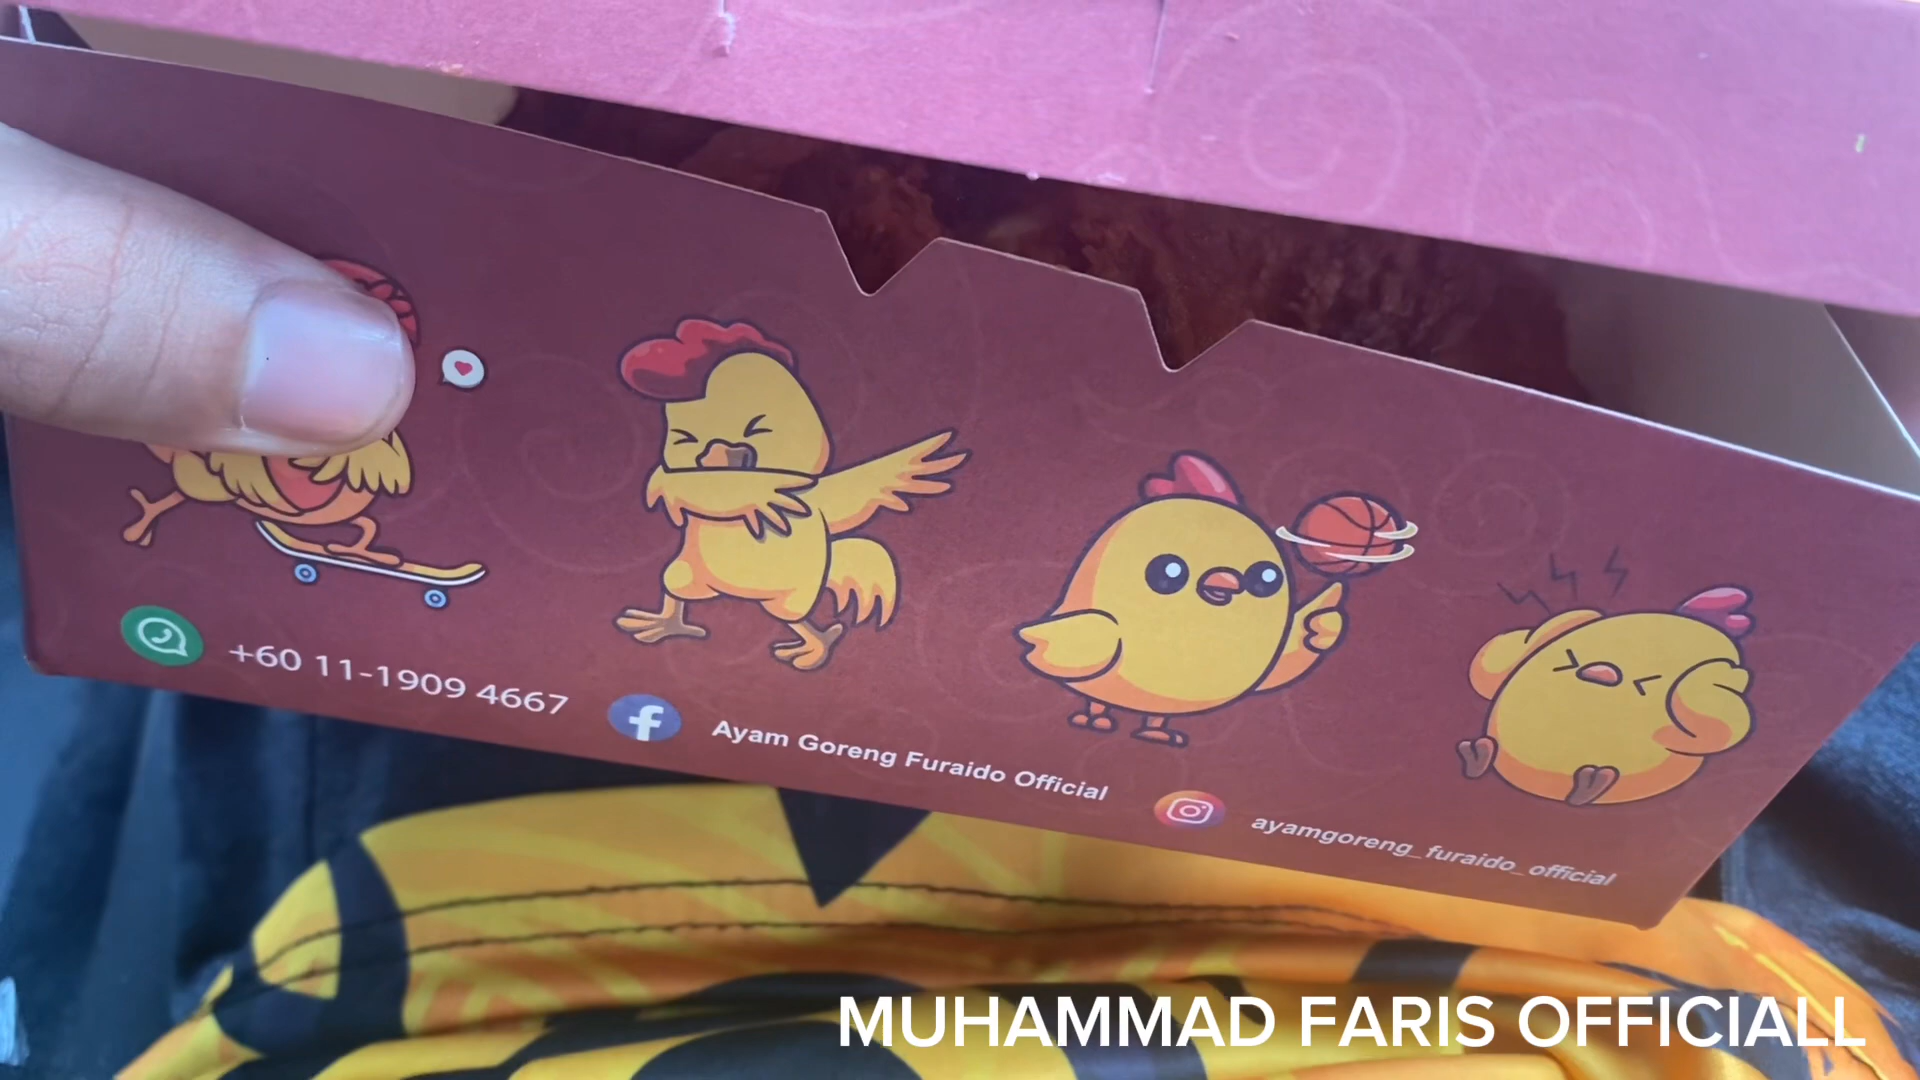 +60 11-1909 4667
Ayam Goreng Furaido Official
ayamgoreng_furaido_official
MUHAMMAD FARIS OFFICIALL